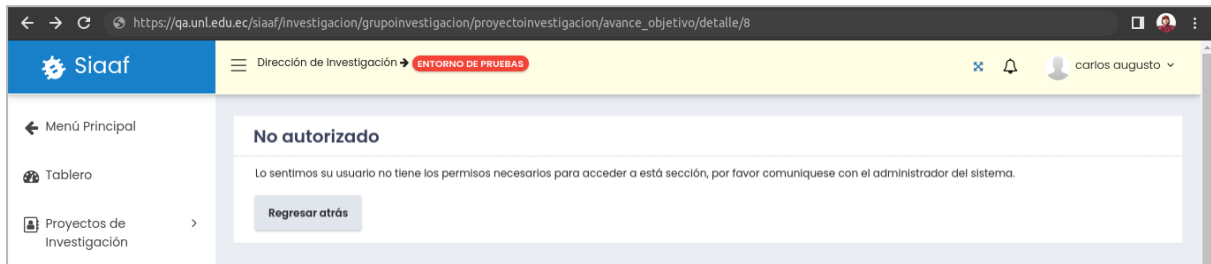 https://qa.unl.edu.ec/siaaf/investigacion/grupoinvestigacion/proyectoinvestigacion/avance_objetivo/detalle/8
Siaaf
Dirección de Investigación ➔ ENTORNO DE PRUEBAS
carlos augusto
Menú Principal
No autorizado
Tablero
Lo sentimos su usuario no tiene los permisos necesarios para acceder a está sección, por favor comuniquese con el administrador del sistema.
Regresar atrás
Proyectos de
Investigación